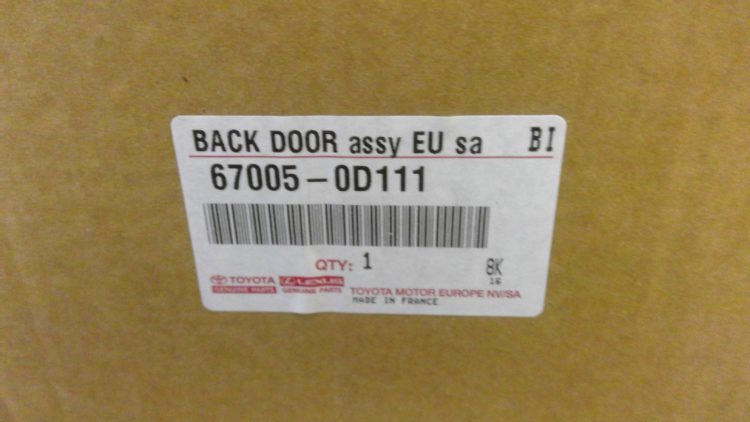 BACK DOOR assy EU sa BI
67005-0D111
QTY: 1 8K
16
TOYOTA LEXUS
GENUINE PARTS GENUINE PARTS TOYOTA MOTOR EUROPE NV/SA
MADE IN FRANCE